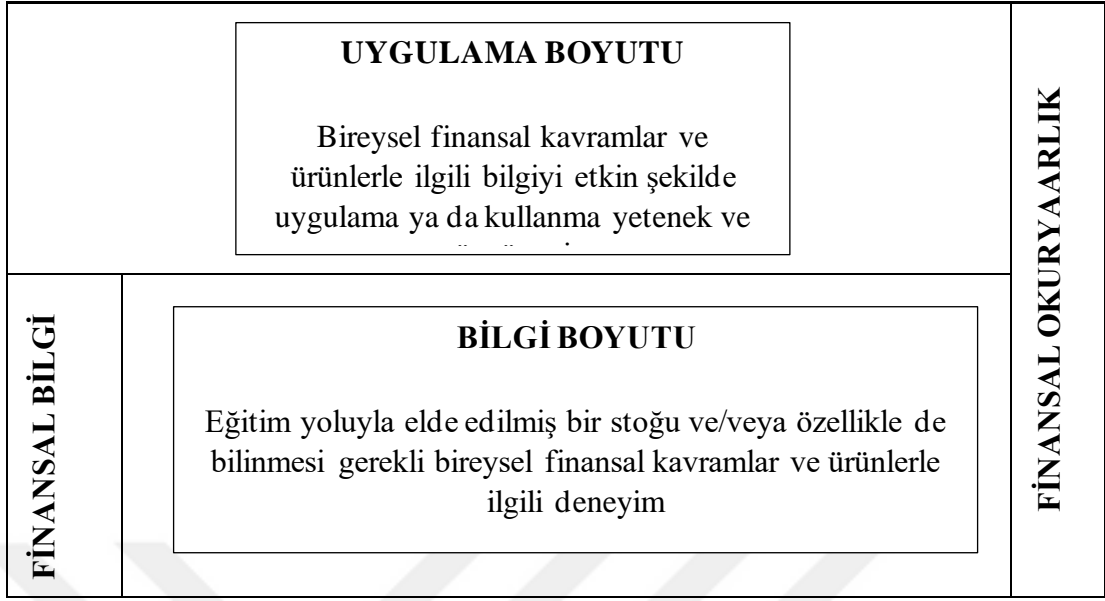 UYGULAMA BOYUTU
Bireysel finansal kavramlar ve
ürünlerle ilgili bilgiyi etkin şekilde
uygulama ya da kullanma yetenek ve
FİNANSAL OKURYAARLIK
FİNANSAL BİLGİ
BİLGİ BOYUTU
Eğitim yoluyla elde edilmiş bir stoğu ve/veya özellikle de
bilinmesi gerekli bireysel finansal kavramlar ve ürünlerle
ilgili deneyim